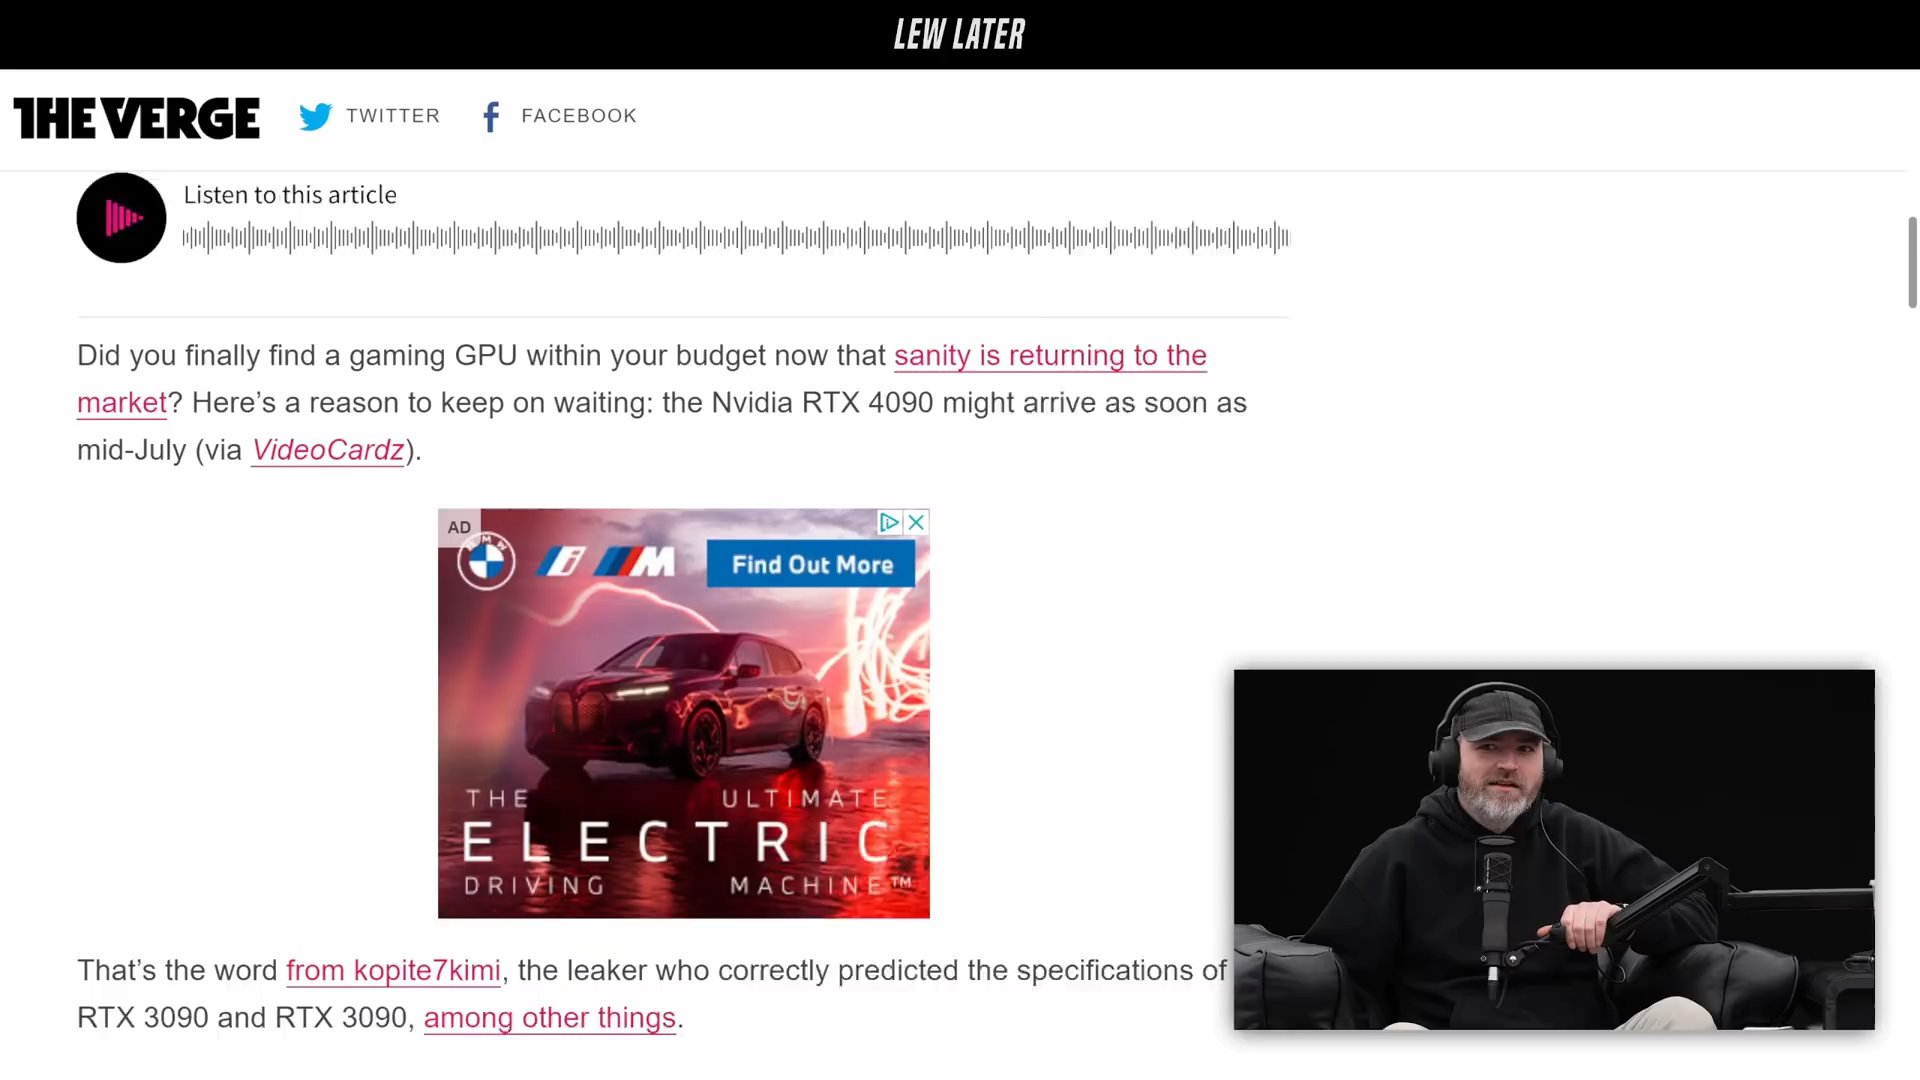 LEW LATER
THE VERGE TWITTER FACEBOOK
Listen to this article
Did you finally find a gaming GPU within your budget now that sanity is returning to the
market? Here’s a reason to keep on waiting: the Nvidia RTX 4090 might arrive as soon as
mid-July (via VideoCardz).
AD
BMW i M Find Out More
THE ULTIMATE
ELECTRIC
DRIVING MACHINE™
That’s the word from kopite7kimi, the leaker who correctly predicted the specifications of
RTX 3090 and RTX 3090, among other things.